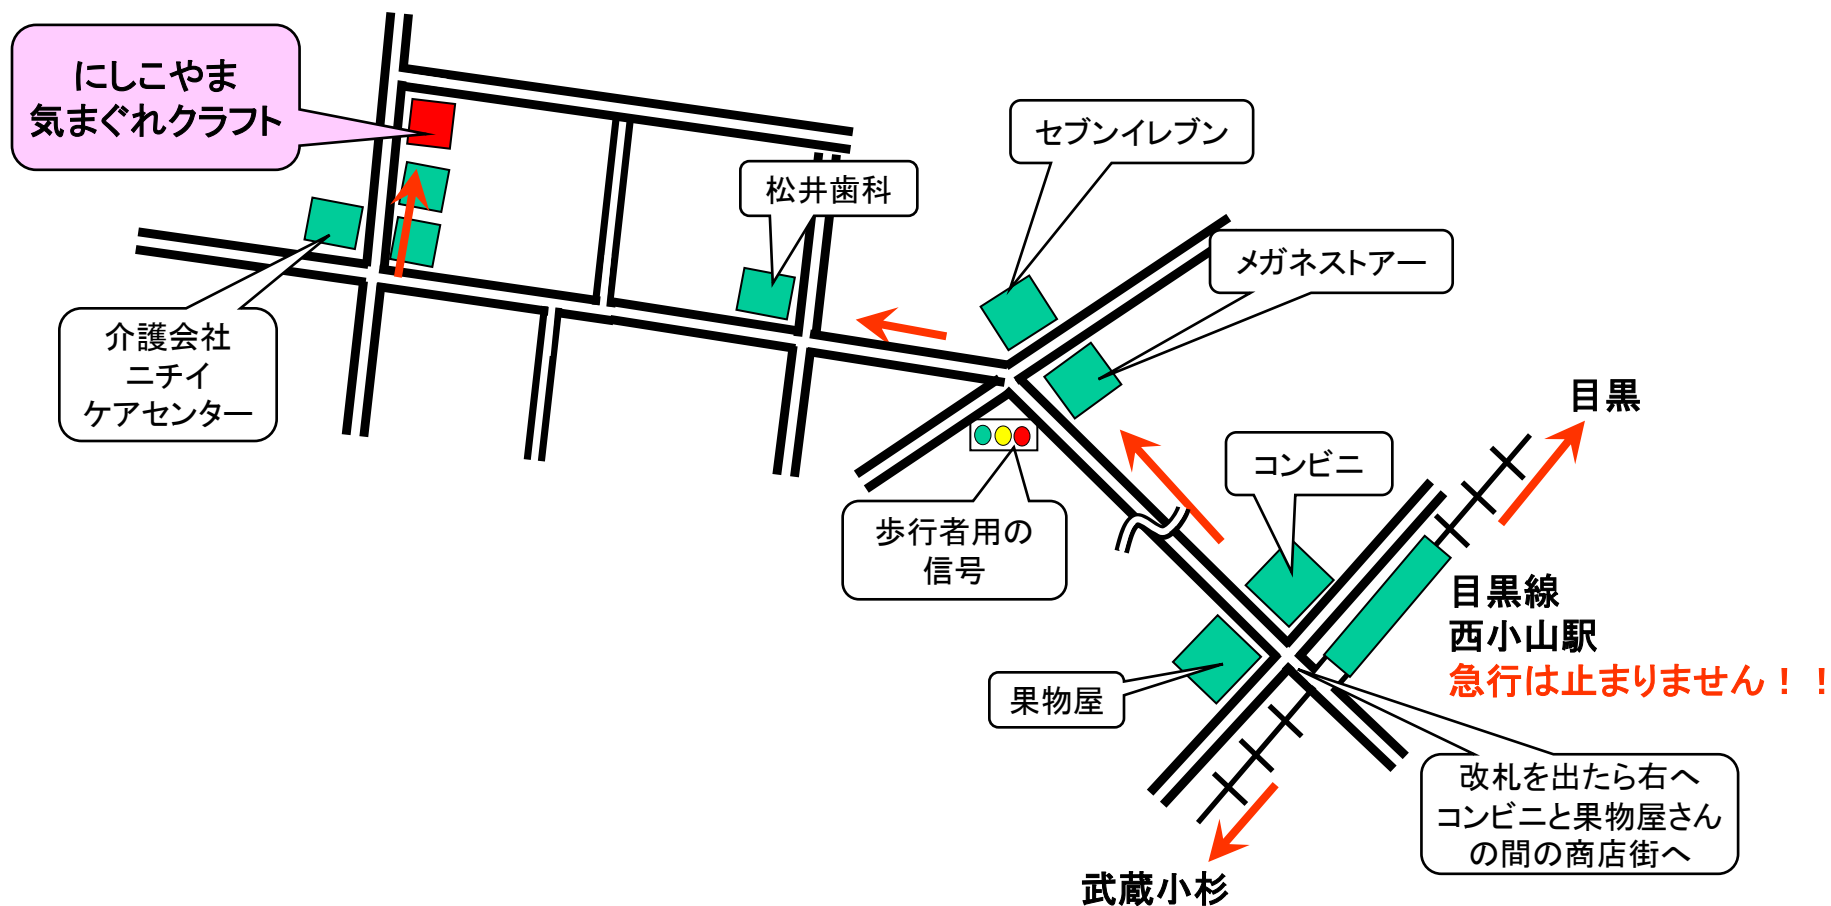 にしこやま
気まぐれクラフト
セブンイレブン
松井歯科
メガネストアー
介護会社
ニチイ
ケアセンター
目黒
コンビニ
歩行者用の
信号
目黒線
西小山駅
急行は止まりません！！
果物屋
改札を出たら右へ
コンビニと果物屋さん
の間の商店街へ
武蔵小杉